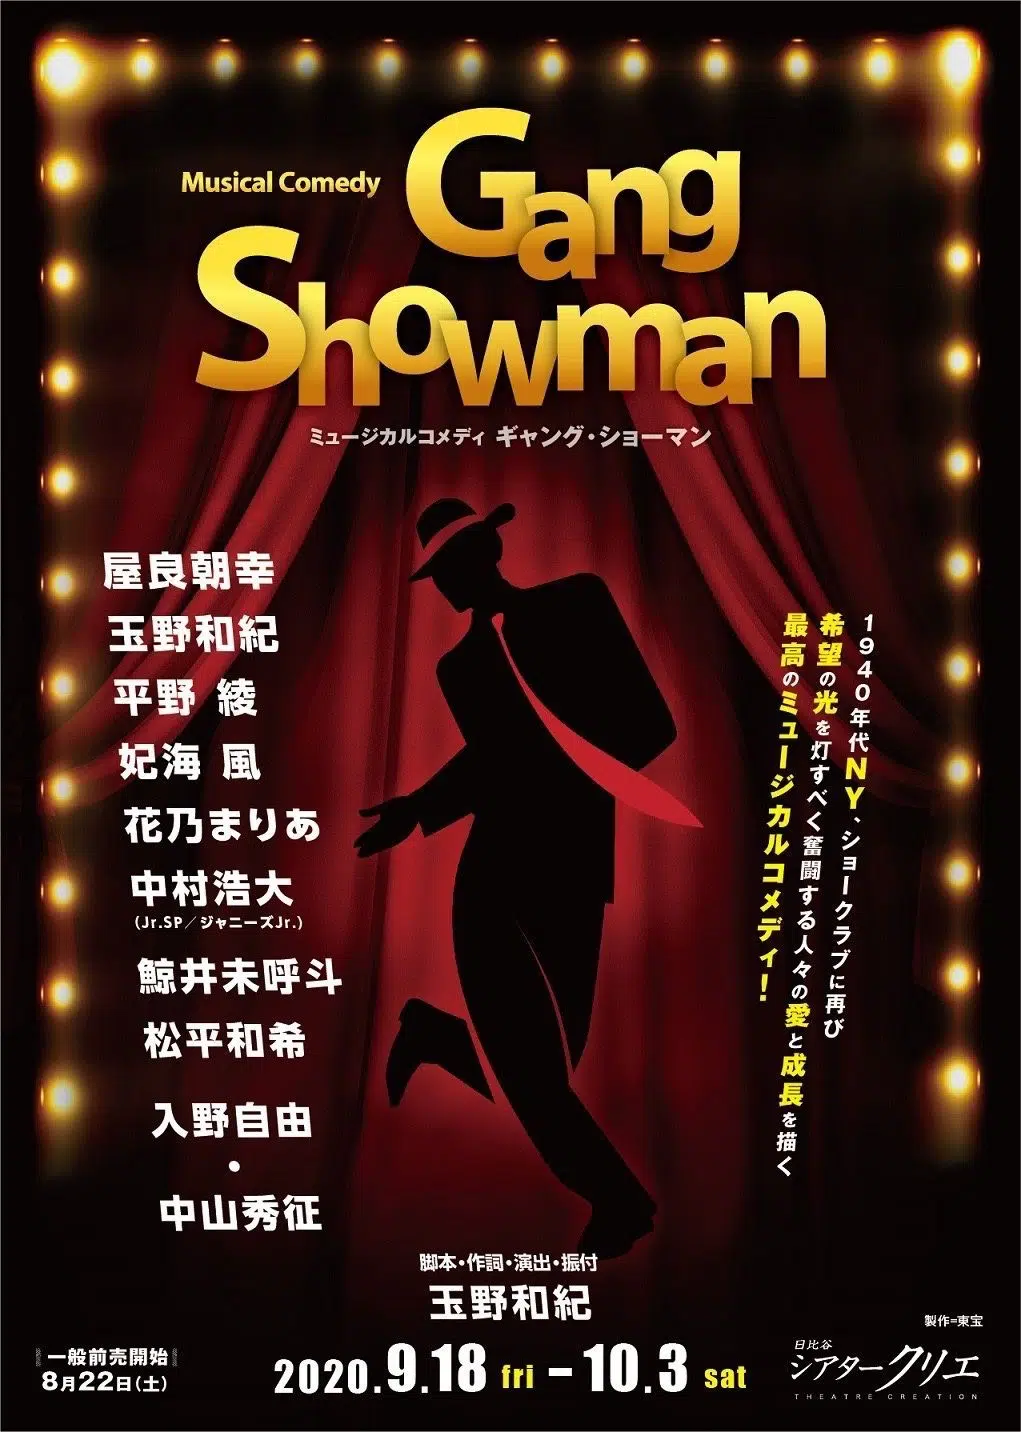 Musical Comedy
Gang
Showman
ミュージカルコメディ ギャング・ショーマン
屋良朝幸
玉野和紀
平野 綾
妃海 風
花乃まりあ
中村浩大
(Jr.SP／ジャニーズJr.)
鯨井未呼斗
松平和希
入野自由
・
中山秀征
1940年代NY、ショークラブに再び
希望の光を灯すべく奮闘する人々の愛と成長を描く
最高のミュージカルコメディ！
脚本・作詞・演出・振付
玉野和紀
製作=東宝
一般前売開始
8月22日(土)
2020.9.18 fri－10.3 sat
日比谷
シアタークリエ
THEATRE CREATION